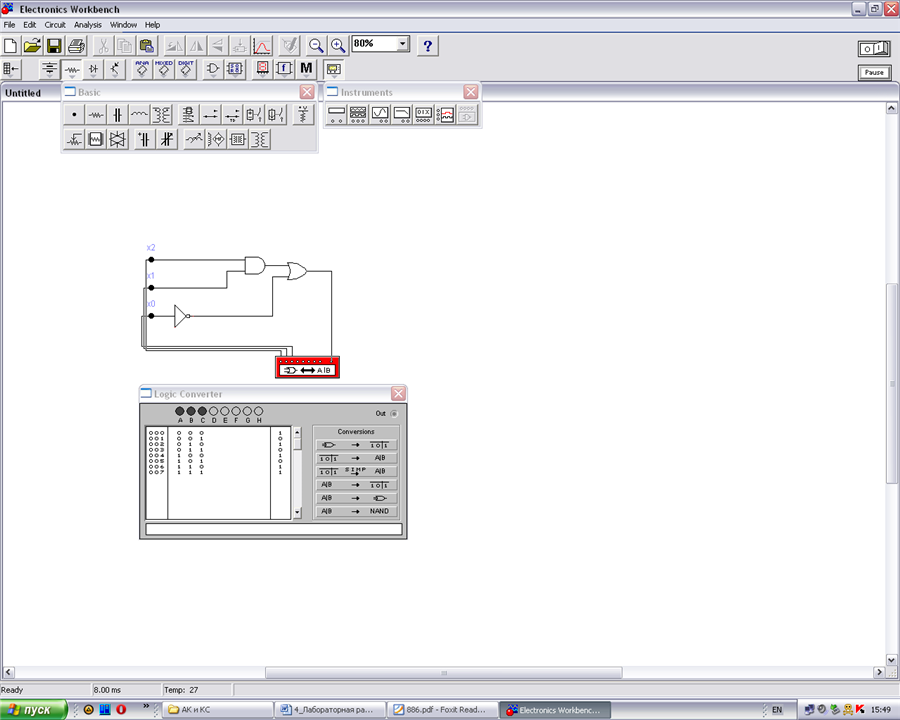 Electronics Workbench
File Edit Circuit Analysis Window Help
80%
?
ANA MIXED DIGIT
M
Pause
Untitled
Basic
Instruments
x2
x1
x0
A|B
Logic Converter
A B C D E F G H
Out
Conversions
000 0 0 0 1
001 0 0 1 0
002 0 1 0 1
003 0 1 1 0
004 1 0 0 1
005 1 0 1 0
006 1 1 0 1
007 1 1 1 1
→ 1 0 1
1 0 1 → A|B
1 0 1 SIMP → A|B
A|B → 1 0 1
A|B →
A|B → NAND
Ready 8.00 ms Temp: 27
пуск
АК и КС
4_Лабораторная ра...
886.pdf - Foxit Read...
Electronics Workbenc...
EN
15:49